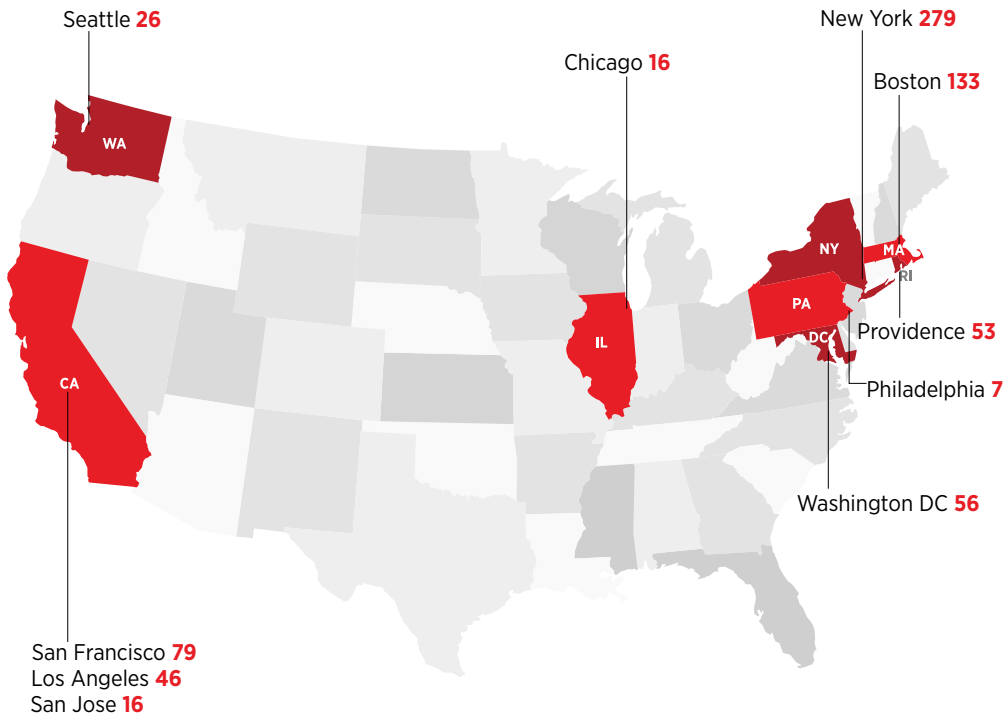 Seattle 26
New York 279
Chicago 16
Boston 133
WA
NY
MA
RI
PA
DC
IL
CA
Providence 53
Philadelphia 7
Washington DC 56
San Francisco 79
Los Angeles 46
San Jose 16